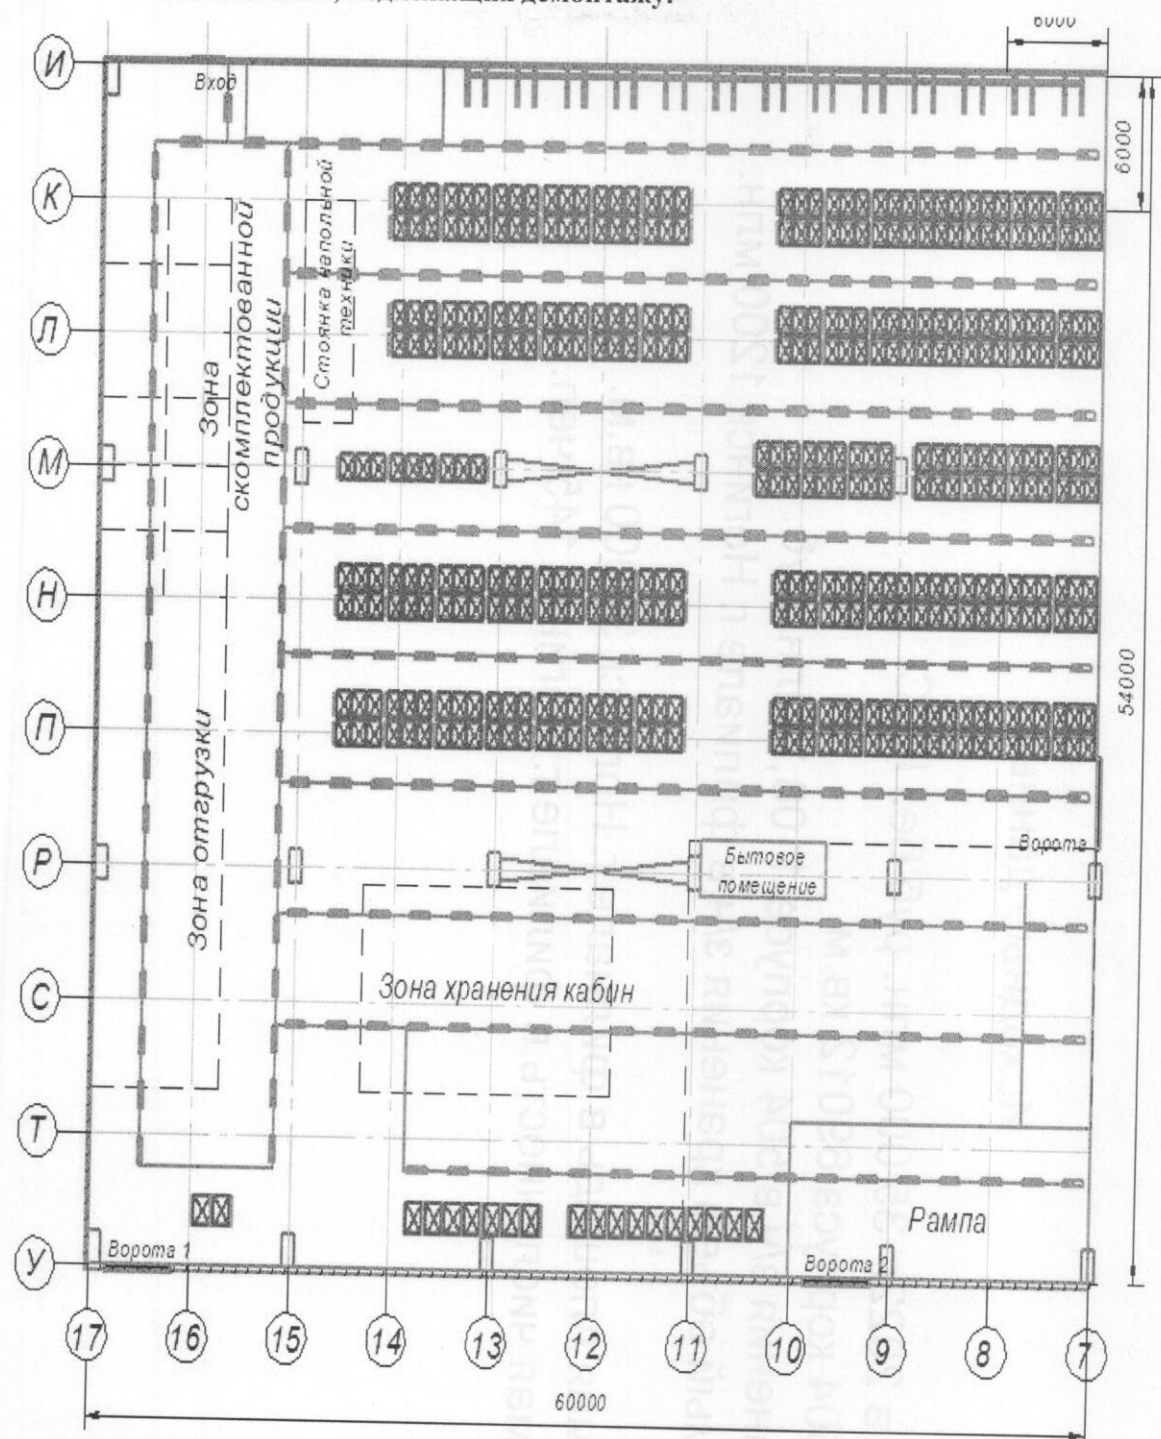 демонтажу.
6000
И
Вход
6000
К
Стоянка напольной
техники
Зона
скомплектованной
продукции
Л
М
Н
54000
П
Зона отгрузки
Р
Ворота
Бытовое
помещение
С
Зона хранения кабин
Т
Рампа
У
Ворота 1
Ворота 2
17
16
15
14
13
12
11
10
9
8
7
60000